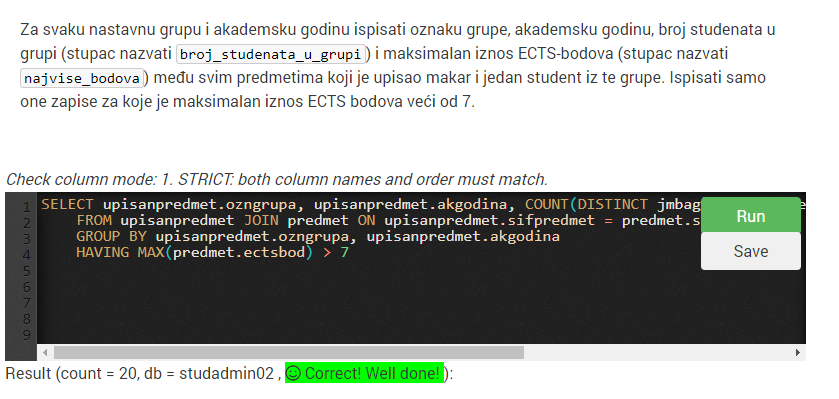 Za svaku nastavnu grupu i akademsku godinu ispisati oznaku grupe, akademsku godinu, broj studenata u
grupi (stupac nazvati broj_studenata_u_grupi) i maksimalan iznos ECTS-bodova (stupac nazvati
najvise_bodova) među svim predmetima koji je upisao makar i jedan student iz te grupe. Ispisati samo
one zapise za koje je maksimalan iznos ECTS bodova veći od 7.
Check column mode: 1. STRICT: both column names and order must match.
1 SELECT upisanpredmet.ozngrupa, upisanpredmet.akgodina, COUNT(DISTINCT jmbag
Run
2 FROM upisanpredmet JOIN predmet ON upisanpredmet.sifpredmet = predmet.s
3 GROUP BY upisanpredmet.ozngrupa, upisanpredmet.akgodina
4 HAVING MAX(predmet.ectsbod) > 7
Save
5
6
7
8
9
Result (count = 20, db = studadmin02 , Correct! Well done! ):